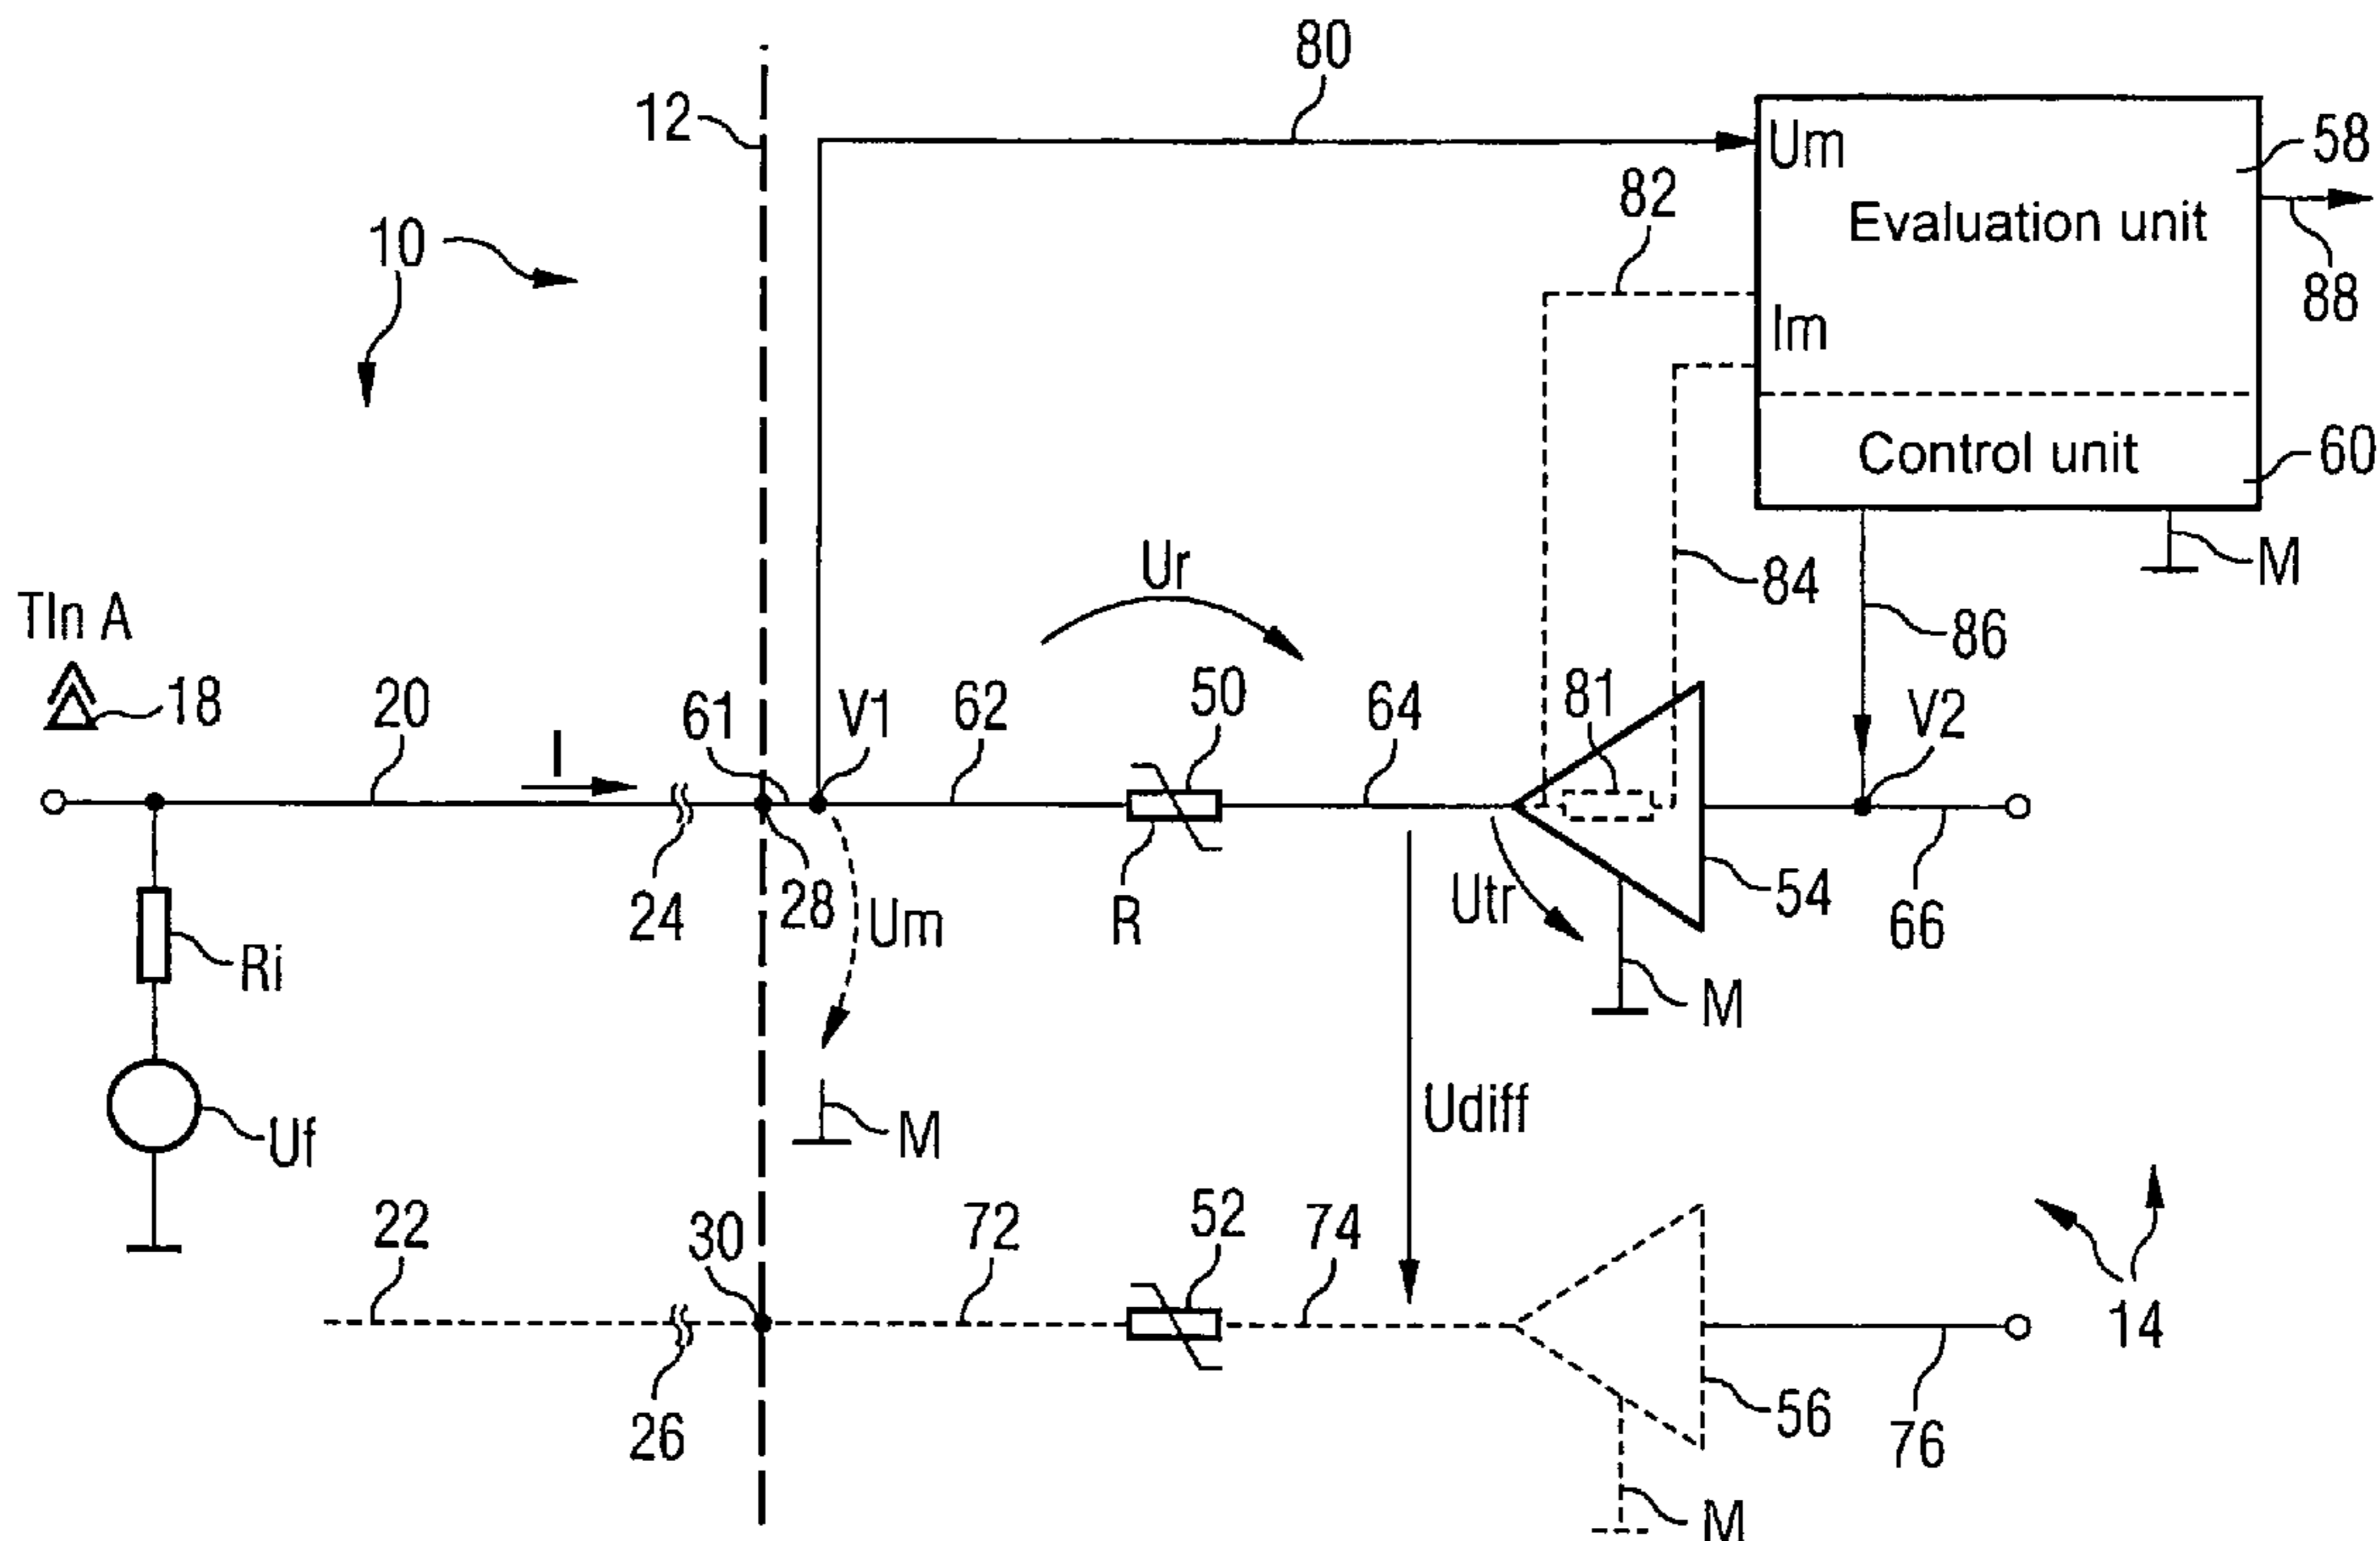 80
12
Um
58
10
82
Evaluation unit
88
Im
Control unit
60
Ur
84
M
86
Tln A
18
20
I
61
V1
62
50
64
81
V2
24
28
Um
R
Utr
54
66
Ri
M
Uf
M
Udiff
22
30
72
52
74
14
26
56
76
M